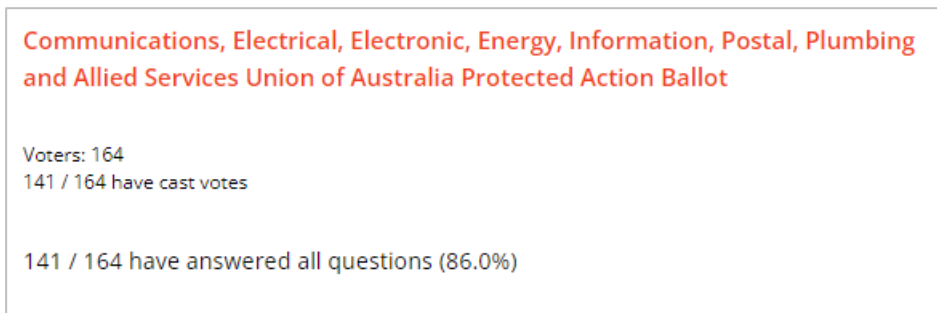 Communications, Electrical, Electronic, Energy, Information, Postal, Plumbing
and Allied Services Union of Australia Protected Action Ballot
Voters: 164
141 / 164 have cast votes
141 / 164 have answered all questions (86.0%)